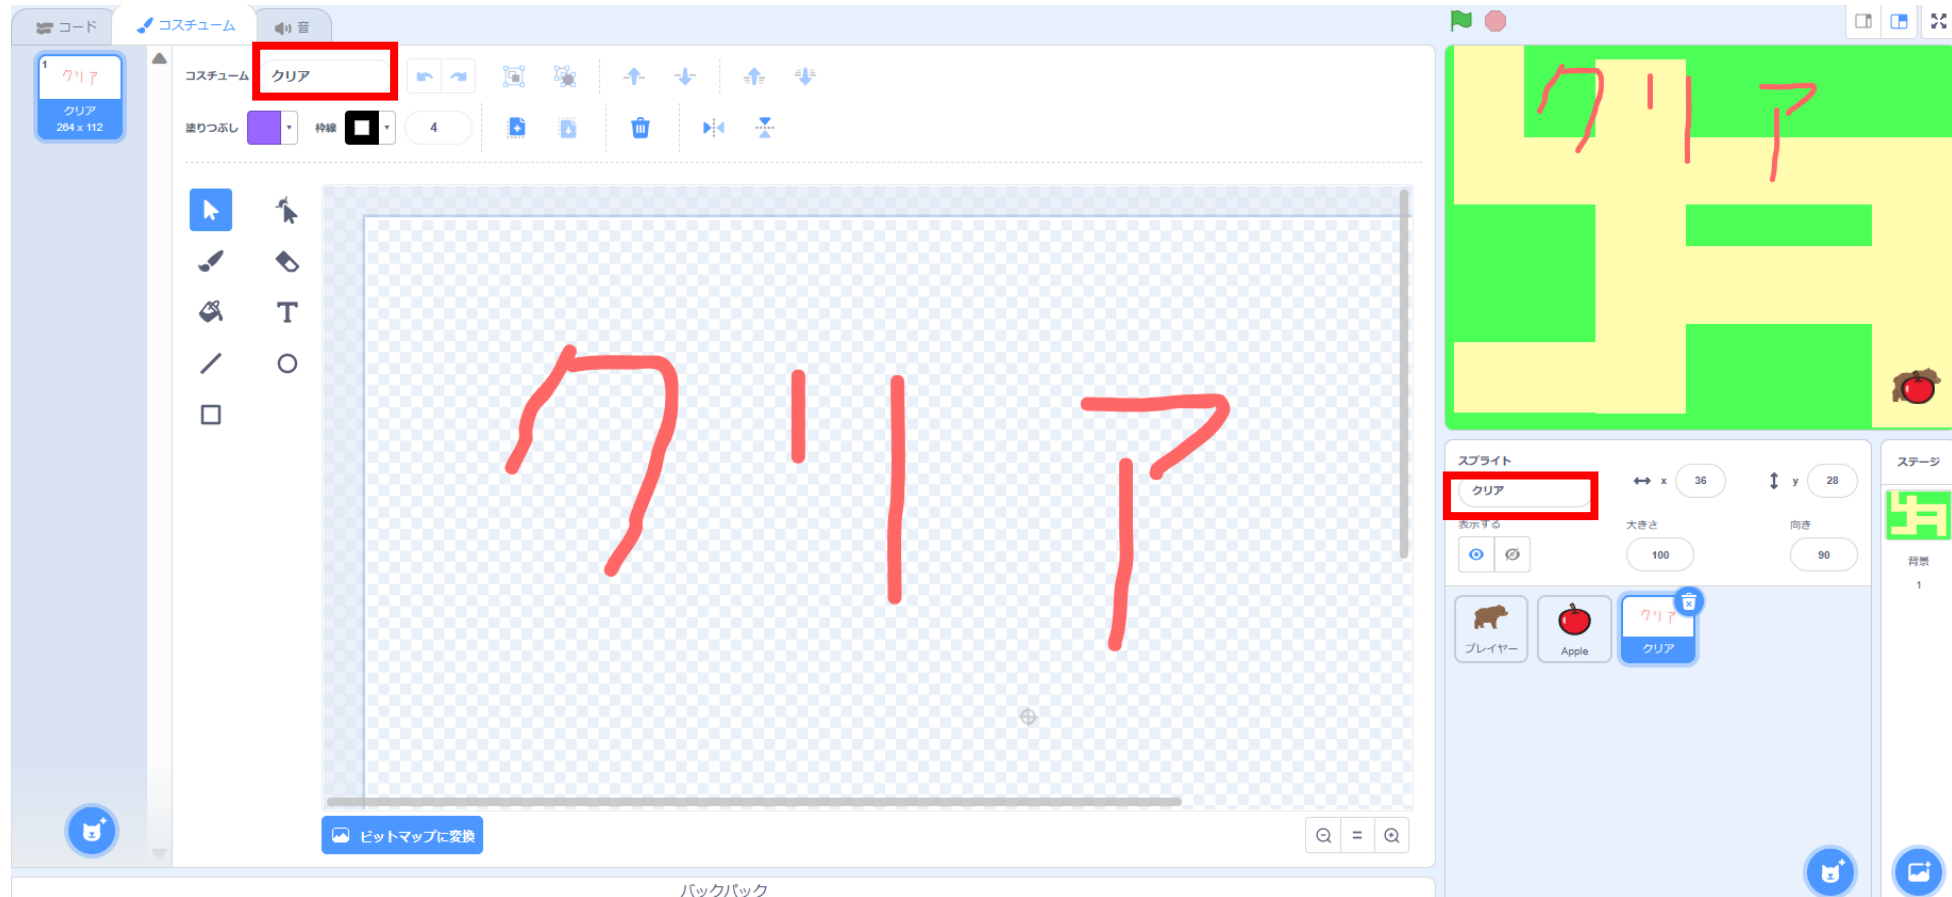 コード
コスチューム
音
1
クリア
クリア
264 x 112
コスチューム
クリア
塗りつぶし
枠線
4
クリア
ビットマップに変換
バックパック
クリア
スプライト
クリア
x
36
y
28
表示する
大きさ
100
向き
90
プレイヤー
Apple
クリア
クリア
ステージ
背景
1